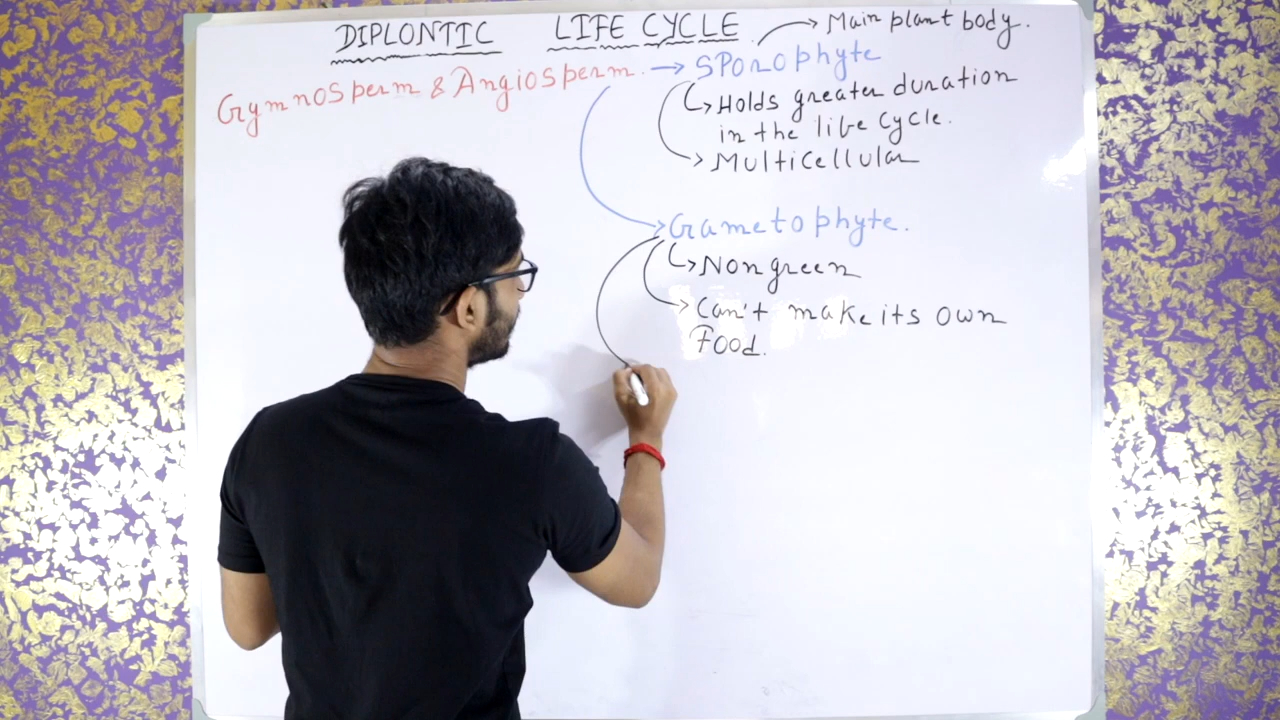 DIPLONTIC LIFE CYCLE
Main plant body.
Gymnosperm & Angiosperm. → Sporophyte
Holds greater duration
in the life cycle.
Multicellular
Gametophyte.
Non green
Can't make its own
Food.